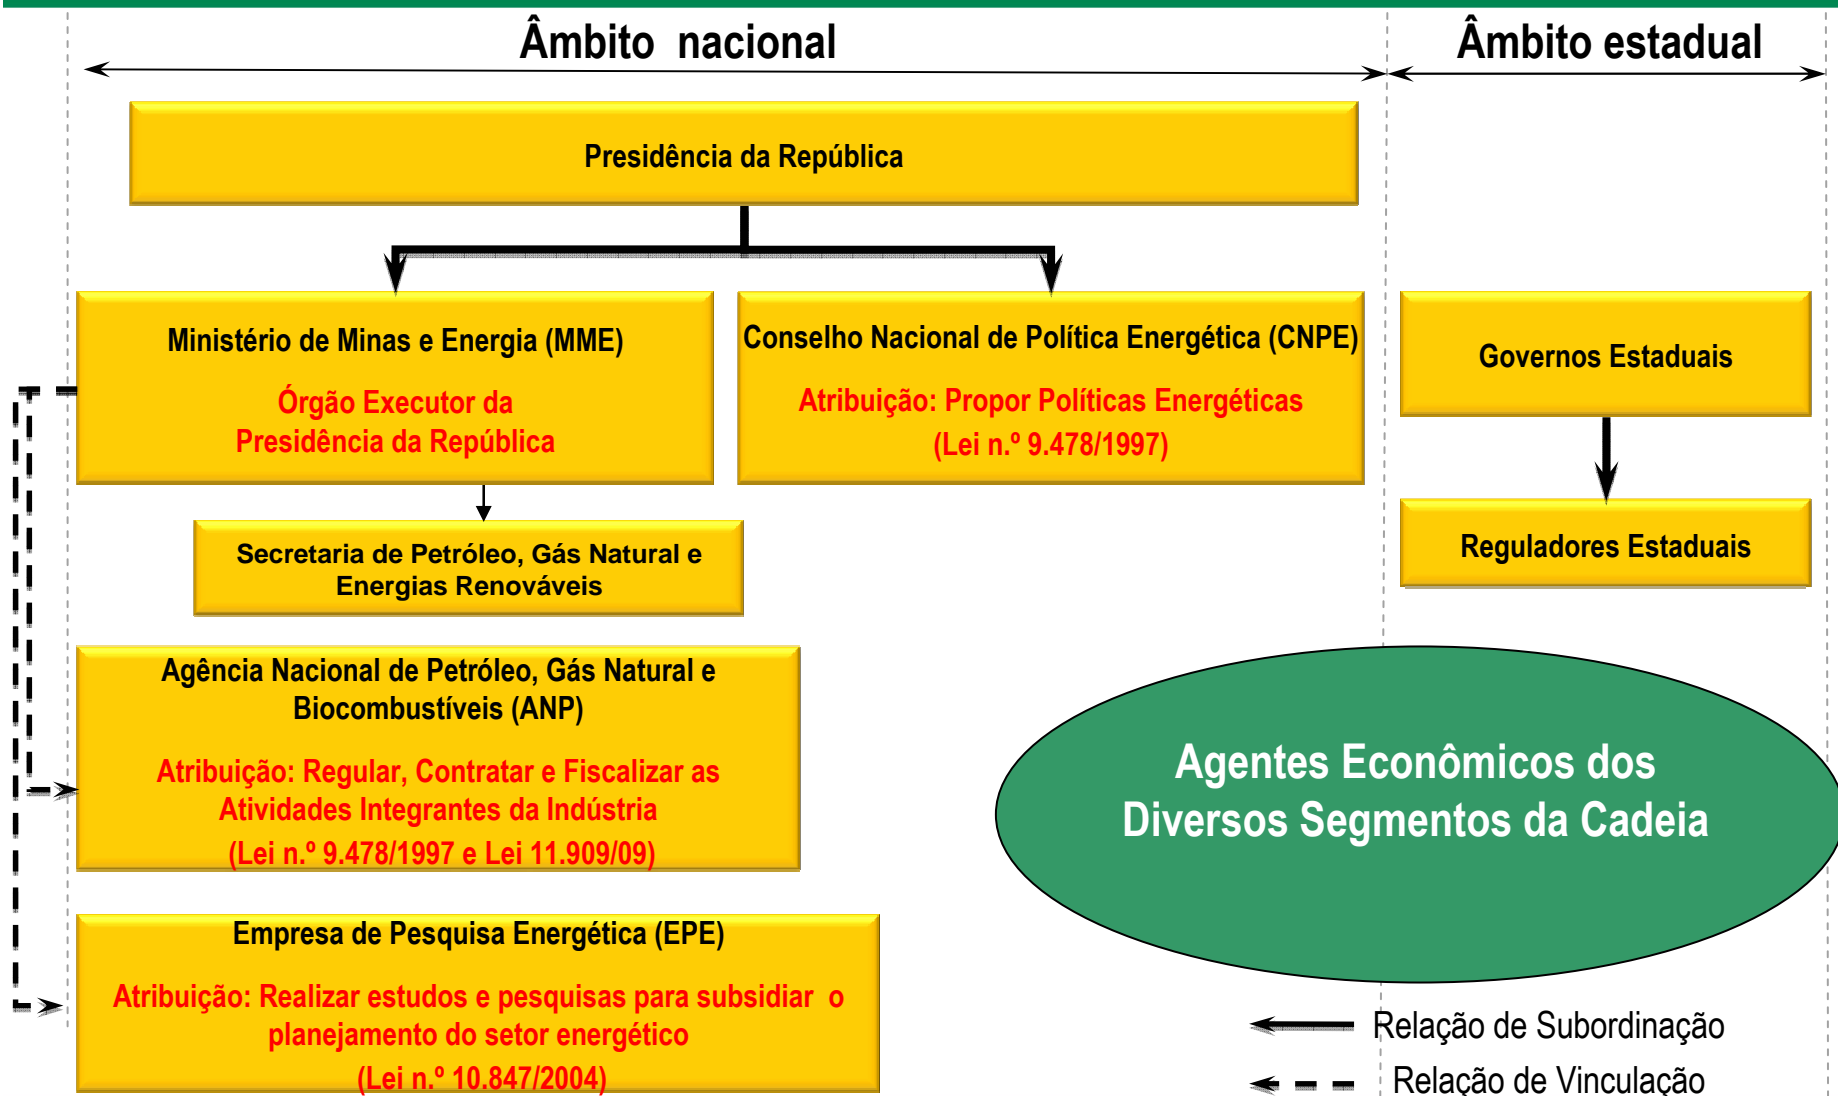 Âmbito nacional
Âmbito estadual
Presidência da República
Ministério de Minas e Energia (MME)
Órgão Executor da
Presidência da República
Conselho Nacional de Política Energética (CNPE)
Atribuição: Propor Políticas Energéticas
(Lei n.º 9.478/1997)
Governos Estaduais
Secretaria de Petróleo, Gás Natural e
Energias Renováveis
Reguladores Estaduais
Agência Nacional de Petróleo, Gás Natural e
Biocombustíveis (ANP)
Atribuição: Regular, Contratar e Fiscalizar as
Atividades Integrantes da Indústria
(Lei n.º 9.478/1997 e Lei 11.909/09)
Agentes Econômicos dos
Diversos Segmentos da Cadeia
Empresa de Pesquisa Energética (EPE)
Atribuição: Realizar estudos e pesquisas para subsidiar o
planejamento do setor energético
(Lei n.º 10.847/2004)
Relação de Subordinação
Relação de Vinculação